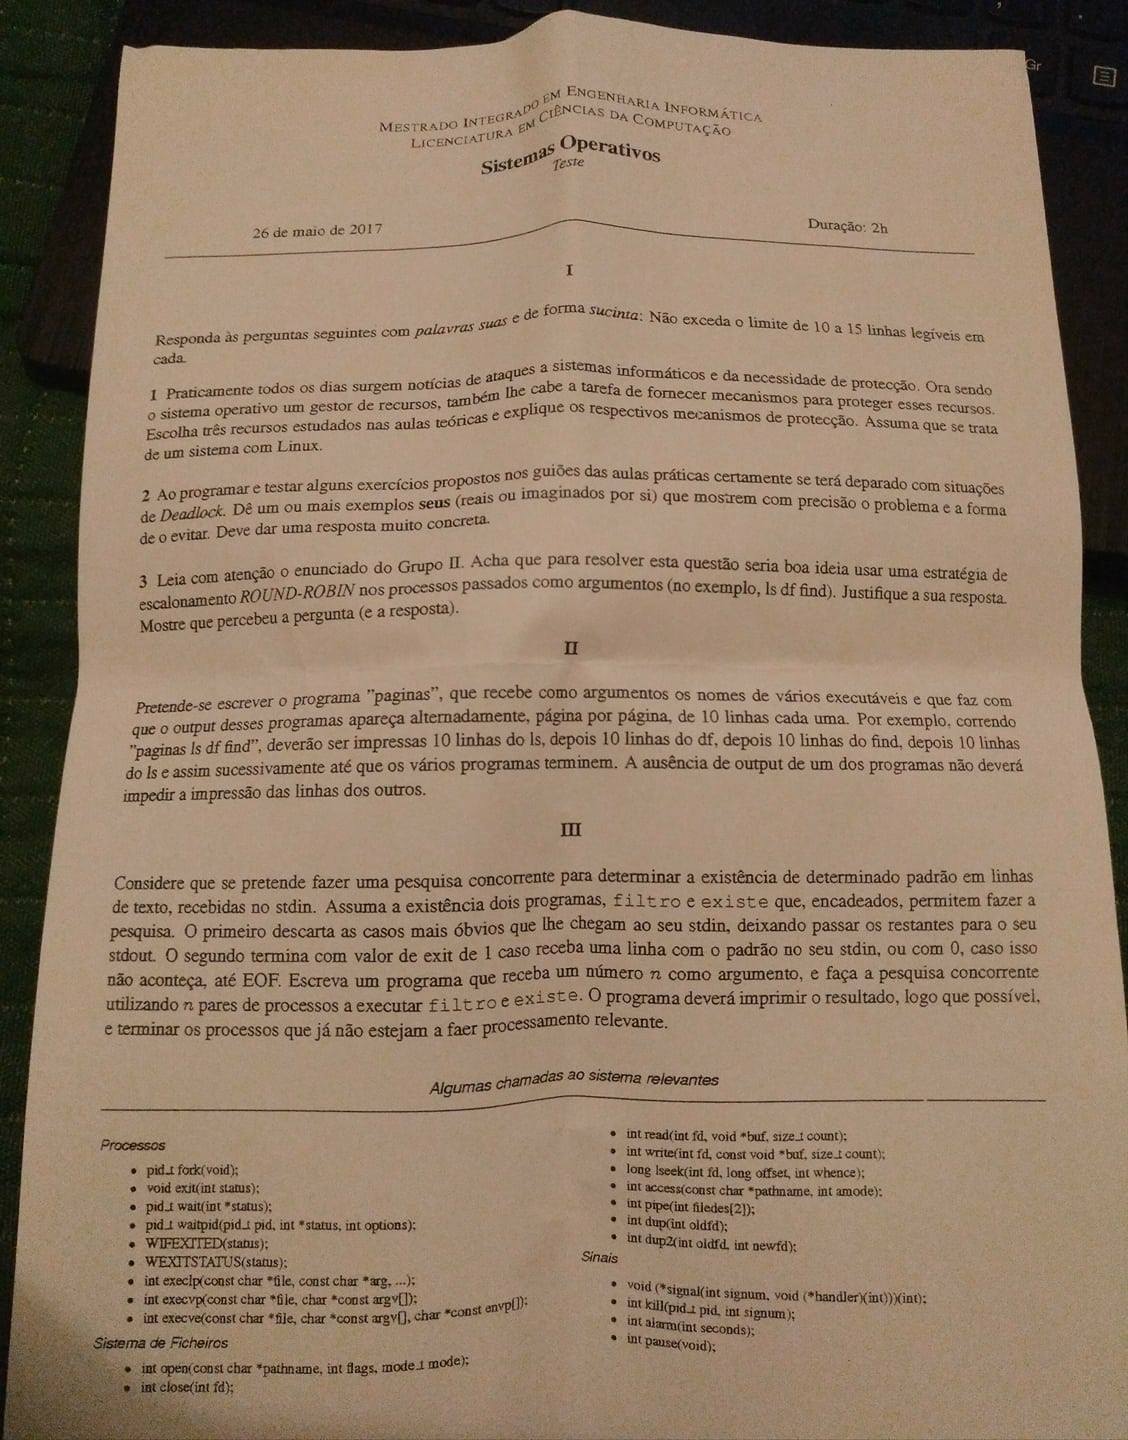 Gr
MESTRADO INTEGRADO EM ENGENHARIA INFORMÁTICA
LICENCIATURA EM CIÊNCIAS DA COMPUTAÇÃO
Sistemas Operativos
Teste
26 de maio de 2017
Duração: 2h
I
Responda às perguntas seguintes com palavras suas e de forma sucinta: Não exceda o limite de 10 a 15 linhas legíveis em
cada.
1 Praticamente todos os dias surgem notícias de ataques a sistemas informáticos e da necessidade de protecção. Ora sendo
o sistema operativo um gestor de recursos, também lhe cabe a tarefa de fornecer mecanismos para proteger esses recursos.
Escolha três recursos estudados nas aulas teóricas e explique os respectivos mecanismos de protecção. Assuma que se trata
de um sistema com Linux.
2 Ao programar e testar alguns exercícios propostos nos guiões das aulas práticas certamente se terá deparado com situações
de Deadlock. Dê um ou mais exemplos seus (reais ou imaginados por si) que mostrem com precisão o problema e a forma
de o evitar. Deve dar uma resposta muito concreta.
3 Leia com atenção o enunciado do Grupo II. Acha que para resolver esta questão seria boa ideia usar uma estratégia de
escalonamento ROUND-ROBIN nos processos passados como argumentos (no exemplo, ls df find). Justifique a sua resposta.
Mostre que percebeu a pergunta (e a resposta).
II
Pretende-se escrever o programa ”paginas”, que recebe como argumentos os nomes de vários executáveis e que faz com
que o output desses programas apareça alternadamente, página por página, de 10 linhas cada uma. Por exemplo, correndo
”paginas ls df find”, deverão ser impressas 10 linhas do ls, depois 10 linhas do df, depois 10 linhas do find, depois 10 linhas
do ls e assim sucessivamente até que os vários programas terminem. A ausência de output de um dos programas não deverá
impedir a impressão das linhas dos outros.
III
Considere que se pretende fazer uma pesquisa concorrente para determinar a existência de determinado padrão em linhas
de texto, recebidas no stdin. Assuma a existência dois programas, filtro e existe que, encadeados, permitem fazer a
pesquisa. O primeiro descarta as casos mais óbvios que lhe chegam ao seu stdin, deixando passar os restantes para o seu
stdout. O segundo termina com valor de exit de 1 caso receba uma linha com o padrão no seu stdin, ou com 0, caso isso
não aconteça, até EOF. Escreva um programa que receba um número n como argumento, e faça a pesquisa concorrente
utilizando n pares de processos a executar filtro e existe. O programa deverá imprimir o resultado, logo que possível,
e terminar os processos que já não estejam a faer processamento relevante.
Algumas chamadas ao sistema relevantes
Processos
• pid_t fork(void);
• void exit(int status);
• pid_t wait(int *status);
• pid_t waitpid(pid_t pid, int *status, int options);
• WIFEXITED(status);
• WEXITSTATUS(status);
• int execlp(const char *file, const char *arg, ...);
• int execvp(const char *file, char *const argv[]);
• int execve(const char *file, char *const argv[], char *const envp[]);
Sistema de Ficheiros
• int open(const char *pathname, int flags, mode_t mode);
• int close(int fd);
• int read(int fd, void *buf, size_t count);
• int write(int fd, const void *buf, size_t count);
• long lseek(int fd, long offset, int whence);
• int access(const char *pathname, int amode);
• int pipe(int filedes[2]);
• int dup(int oldfd);
• int dup2(int oldfd, int newfd);
Sinais
• void (*signal(int signum, void (*handler)(int)))(int);
• int kill(pid_t pid, int signum);
• int alarm(int seconds);
• int pause(void);